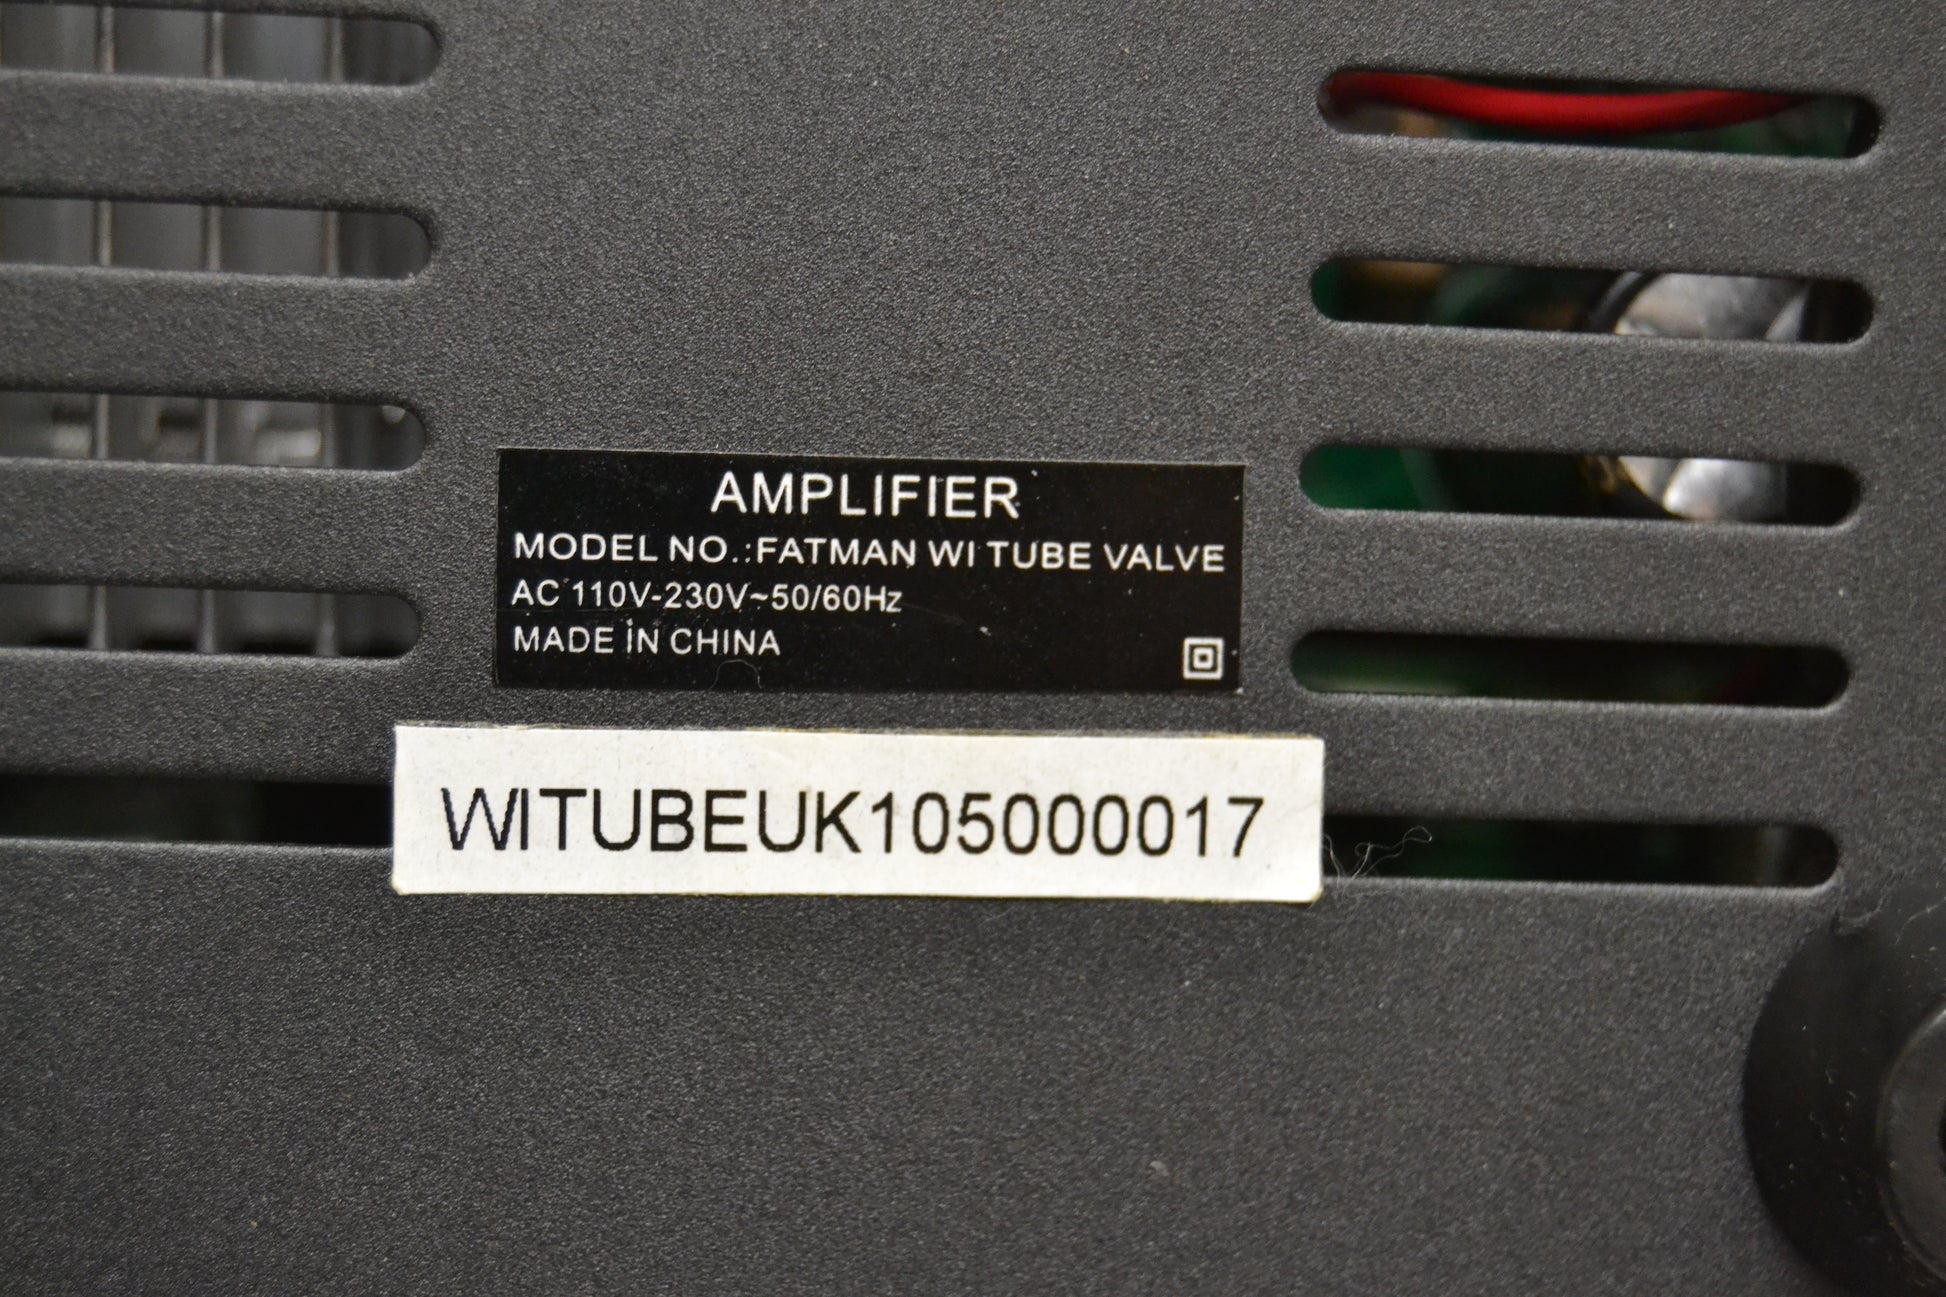 AMPLIFIER
MODEL NO.:FATMAN WI TUBE VALVE
AC 110V-230V~50/60Hz
MADE IN CHINA
WITUBEUK105000017